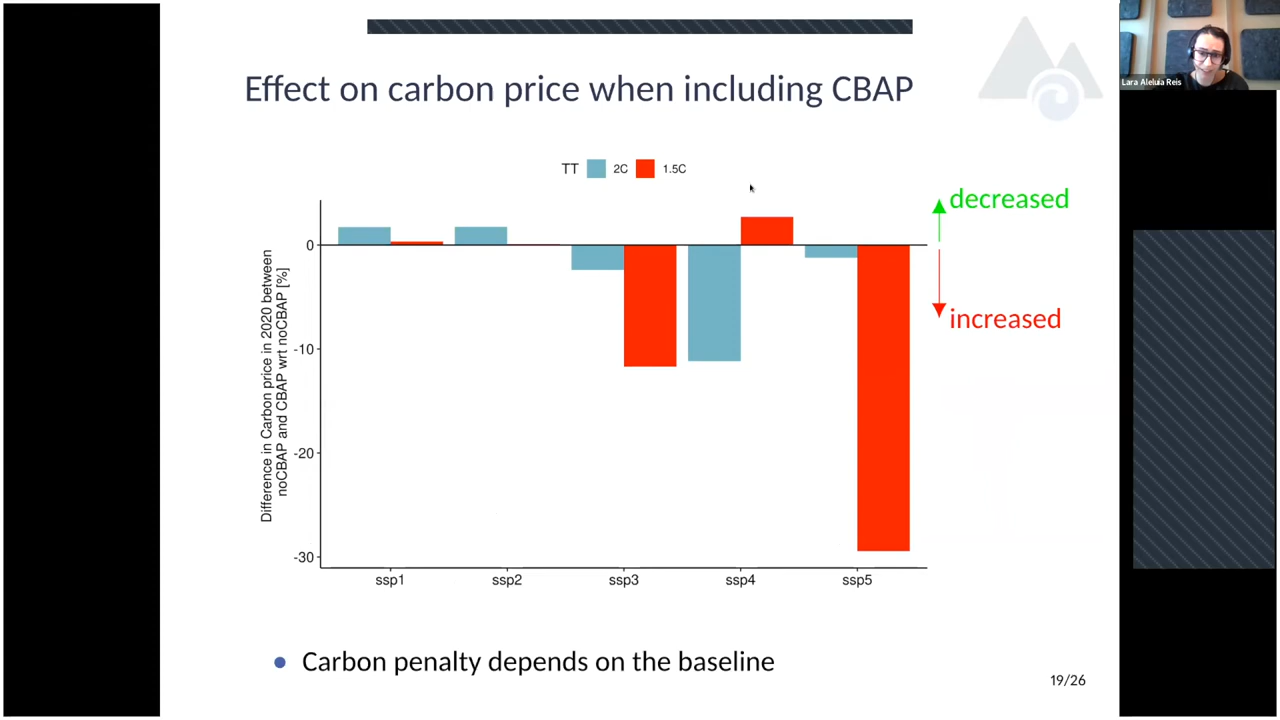 Effect on carbon price when including CBAP
Lara Aleluia Reis
TT 2C 1.5C
decreased
increased
Difference in Carbon price in 2020 between
noCBAP and CBAP wrt noCBAP [%]
0
-10
-20
-30
ssp1 ssp2 ssp3 ssp4 ssp5
Carbon penalty depends on the baseline
19/26